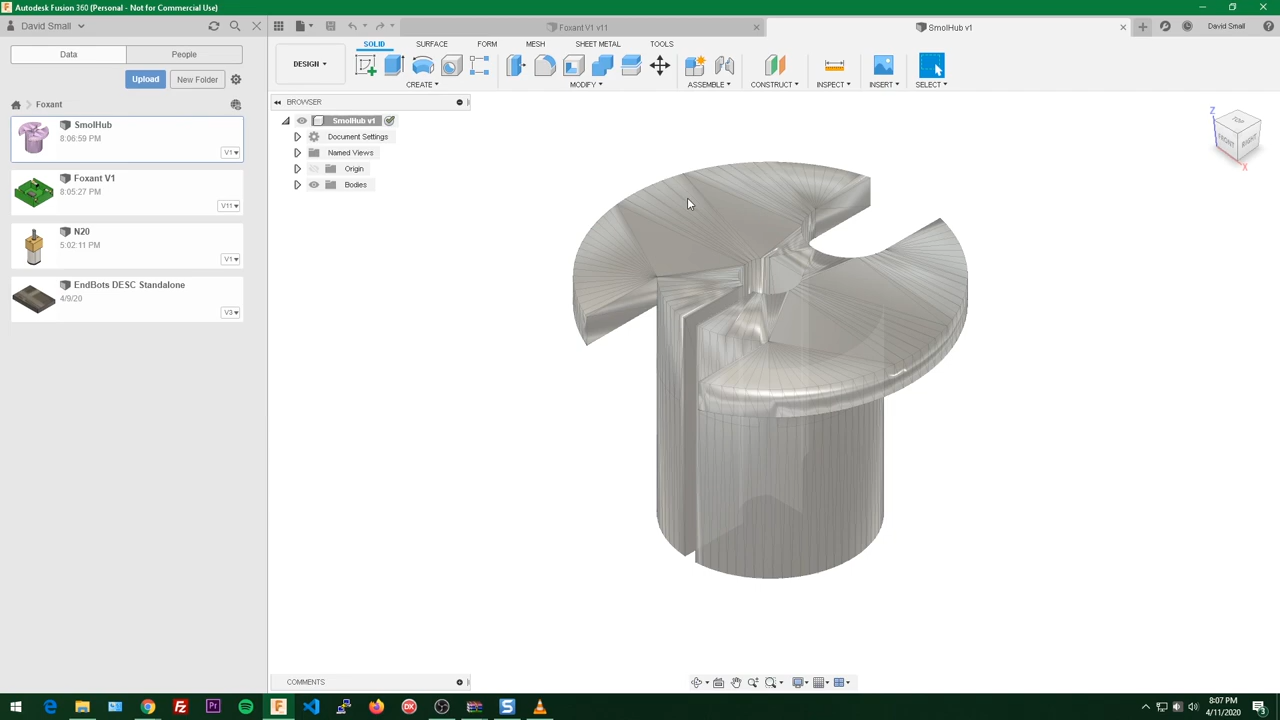 Autodesk Fusion 360 (Personal - Not for Commercial Use)
David Small
Foxant V1 v11
SmolHub v1
David Small
Data
People
SOLID
SURFACE
FORM
MESH
SHEET METAL
TOOLS
DESIGN
Upload
New Folder
CREATE
MODIFY
ASSEMBLE
CONSTRUCT
INSPECT
INSERT
SELECT
Foxant
BROWSER
SmolHub
8:06:59 PM
V1
SmolHub v1
Document Settings
Named Views
Origin
Bodies
Foxant V1
8:05:27 PM
V11
N20
5:02:11 PM
V1
EndBots DESC Standalone
4/9/20
V3
Z
TOP
FRONT
RIGHT
X
COMMENTS
8:07 PM
4/11/2020
3